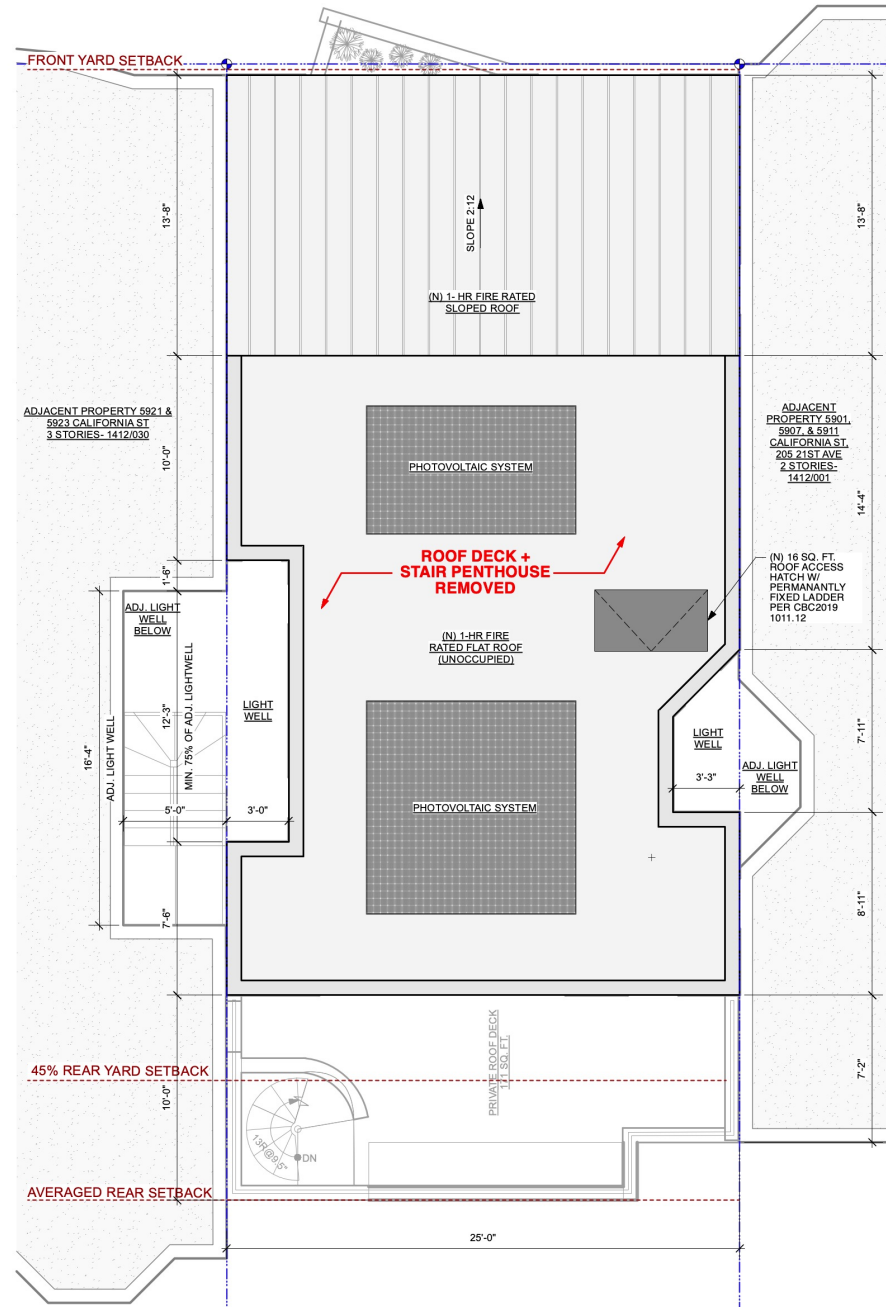 FRONT YARD SETBACK
13'-8"
13'-8"
SLOPE 2:12
(N) 1- HR FIRE RATED
SLOPED ROOF
ADJACENT PROPERTY 5921 &
5923 CALIFORNIA ST
3 STORIES- 1412/030
10'-0"
PHOTOVOLTAIC SYSTEM
ADJACENT
PROPERTY 5901,
5907, & 5911
CALIFORNIA ST,
205 21ST AVE
2 STORIES-
1412/001
14'-4"
ROOF DECK +
STAIR PENTHOUSE
REMOVED
(N) 16 SQ. FT.
ROOF ACCESS
HATCH W/
PERMANANTLY
FIXED LADDER
PER CBC2019
1011.12
1'-6"
ADJ. LIGHT
WELL
BELOW
(N) 1-HR FIRE
RATED FLAT ROOF
(UNOCCUPIED)
LIGHT
WELL
12'-3"
MIN. 75% OF ADJ. LIGHTWELL
16'-4"
ADJ. LIGHT WELL
5'-0"
3'-0"
LIGHT
WELL
3'-3"
ADJ. LIGHT
WELL
BELOW
7'-11"
PHOTOVOLTAIC SYSTEM
7'-6"
8'-11"
PRIVATE ROOF DECK
171 SQ. FT.
45% REAR YARD SETBACK
10'-0"
7'-2"
13R@9.5"
DN
AVERAGED REAR SETBACK
25'-0"